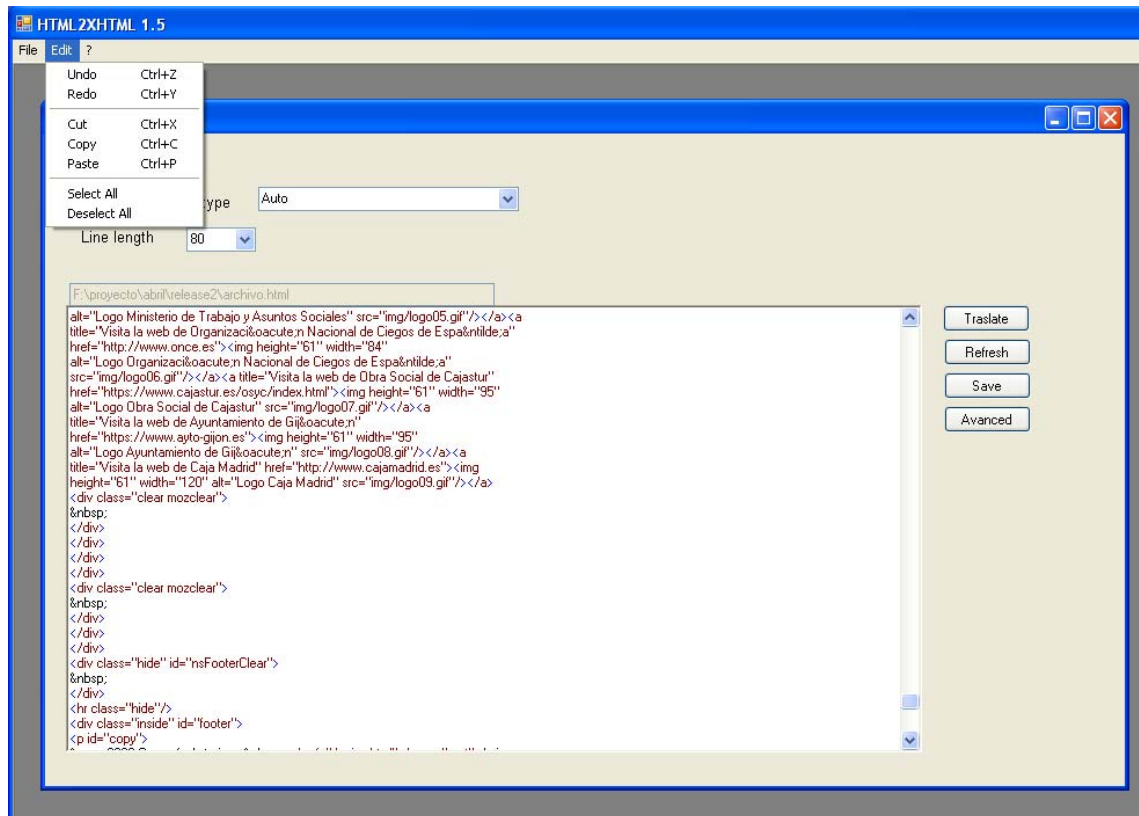 HTML2XHTML 1.5
File Edit ?
Undo Ctrl+Z
Redo Ctrl+Y
Cut Ctrl+X
Copy Ctrl+C
Paste Ctrl+P
Select All
Deselect All
ype Auto
Line length 80
F:\proyecto\abril\release2\archivo.html
alt="Logo Ministerio de Trabajo y Asuntos Sociales" src="img/logo05.gif"/></a><a
title="Visita la web de Organizaci&oacute;n Nacional de Ciegos de Espa&ntilde;a"
href="http://www.once.es"><img height="61" width="84"
alt="Logo Organizaci&oacute;n Nacional de Ciegos de Espa&ntilde;a"
src="img/logo06.gif"/></a><a title="Visita la web de Obra Social de Cajastur"
href="https://www.cajastur.es/osyc/index.html"><img height="61" width="95"
alt="Logo Obra Social de Cajastur" src="img/logo07.gif"/></a><a
title="Visita la web de Ayuntamiento de Gij&oacute;n"
href="https://www.ayto-gijon.es"><img height="61" width="95"
alt="Logo Ayuntamiento de Gij&oacute;n" src="img/logo08.gif"/></a><a
title="Visita la web de Caja Madrid" href="http://www.cajamadrid.es"><img
height="61" width="120" alt="Logo Caja Madrid" src="img/logo09.gif"/></a>
<div class="clear mozclear">
&nbsp;
</div>
</div>
</div>
</div>
<div class="clear mozclear">
&nbsp;
</div>
</div>
</div>
<div class="hide" id="nsFooterClear">
&nbsp;
</div>
<hr class="hide"/>
<div class="inside" id="footer">
<p id="copy">
Traslate
Refresh
Save
Avanced